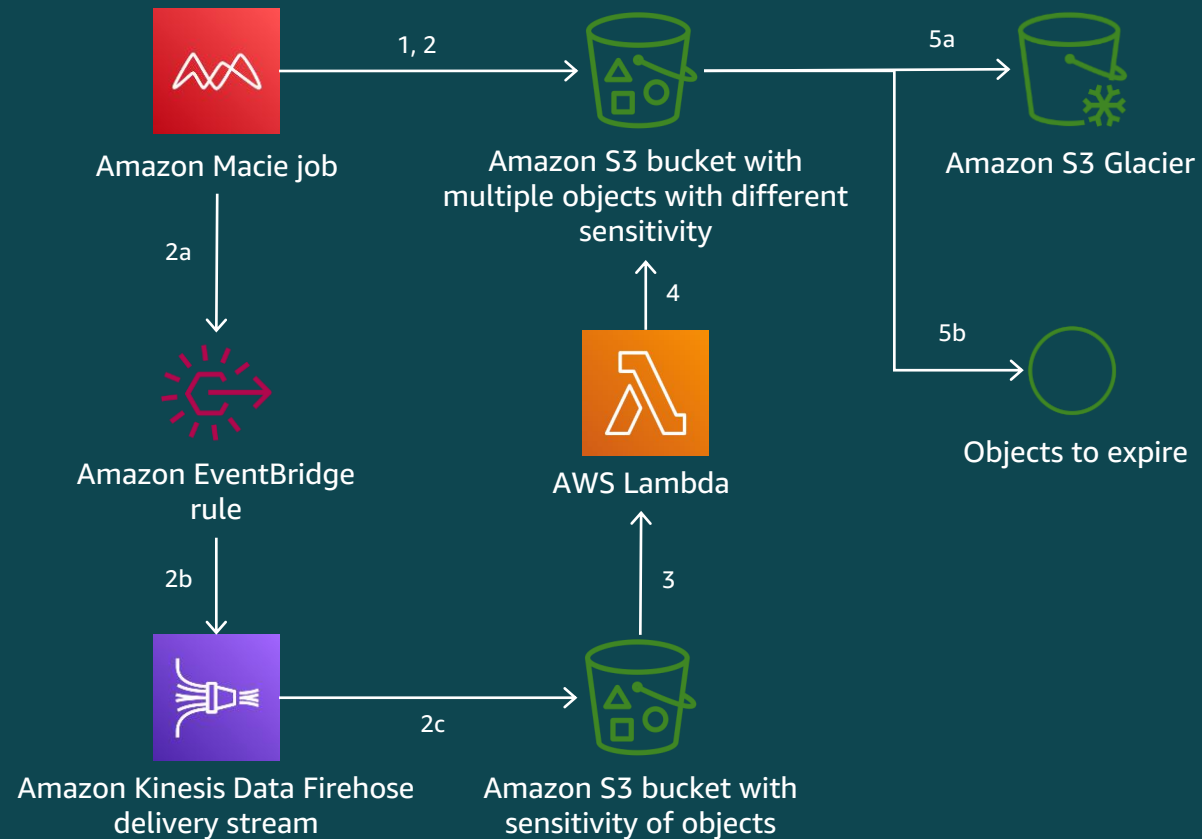 1, 2
5a
Amazon Macie job
Amazon S3 bucket with
multiple objects with different
sensitivity
Amazon S3 Glacier
2a
4
5b
Amazon EventBridge
rule
AWS Lambda
Objects to expire
2b
3
2c
Amazon Kinesis Data Firehose
delivery stream
Amazon S3 bucket with
sensitivity of objects